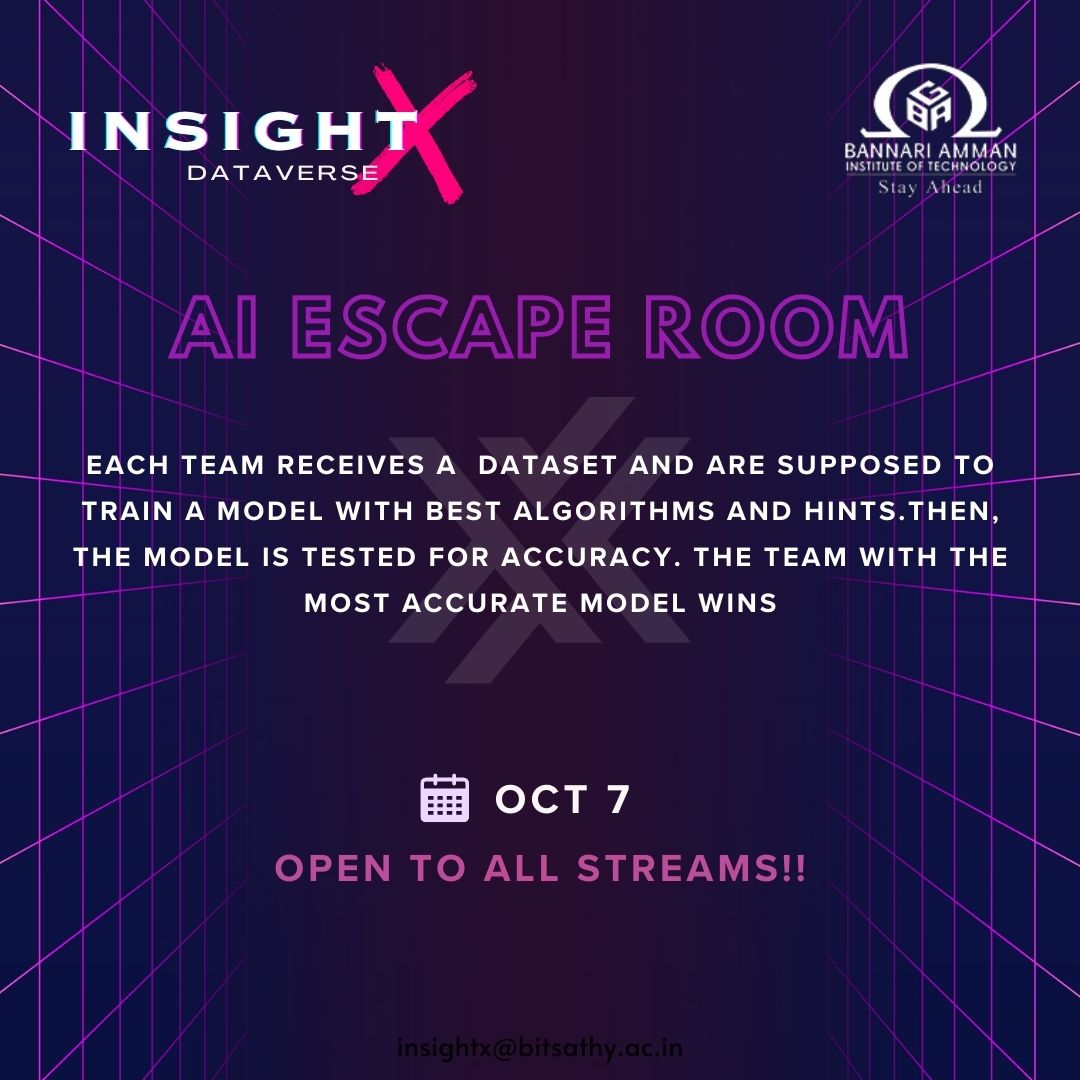 INSIGHTX
DATAVERSE
GBA
BANNARI AMMAN
INSTITUTE OF TECHNOLOGY
Stay Ahead
AI ESCAPE ROOM
EACH TEAM RECEIVES A DATASET AND ARE SUPPOSED TO
TRAIN A MODEL WITH BEST ALGORITHMS AND HINTS.THEN,
THE MODEL IS TESTED FOR ACCURACY. THE TEAM WITH THE
MOST ACCURATE MODEL WINS
OCT 7
OPEN TO ALL STREAMS!!
insightx@bitsathy.ac.in